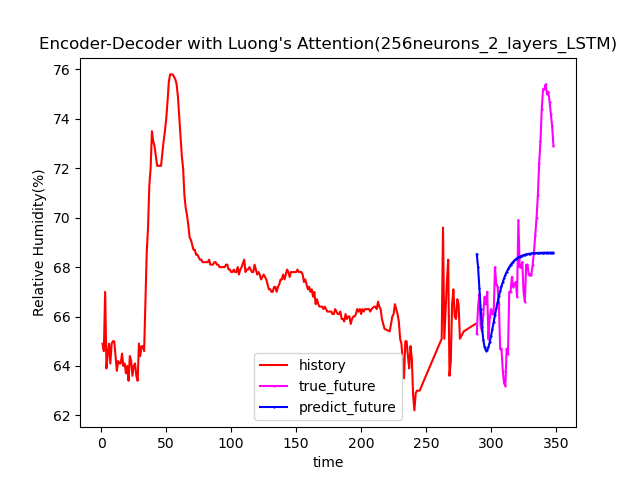 Encoder-Decoder with Luong's Attention(256neurons_2_layers_LSTM)
Relative Humidity(%)
76
74
72
70
68
66
64
62
history
true_future
predict_future
0 50 100 150 200 250 300 350
time